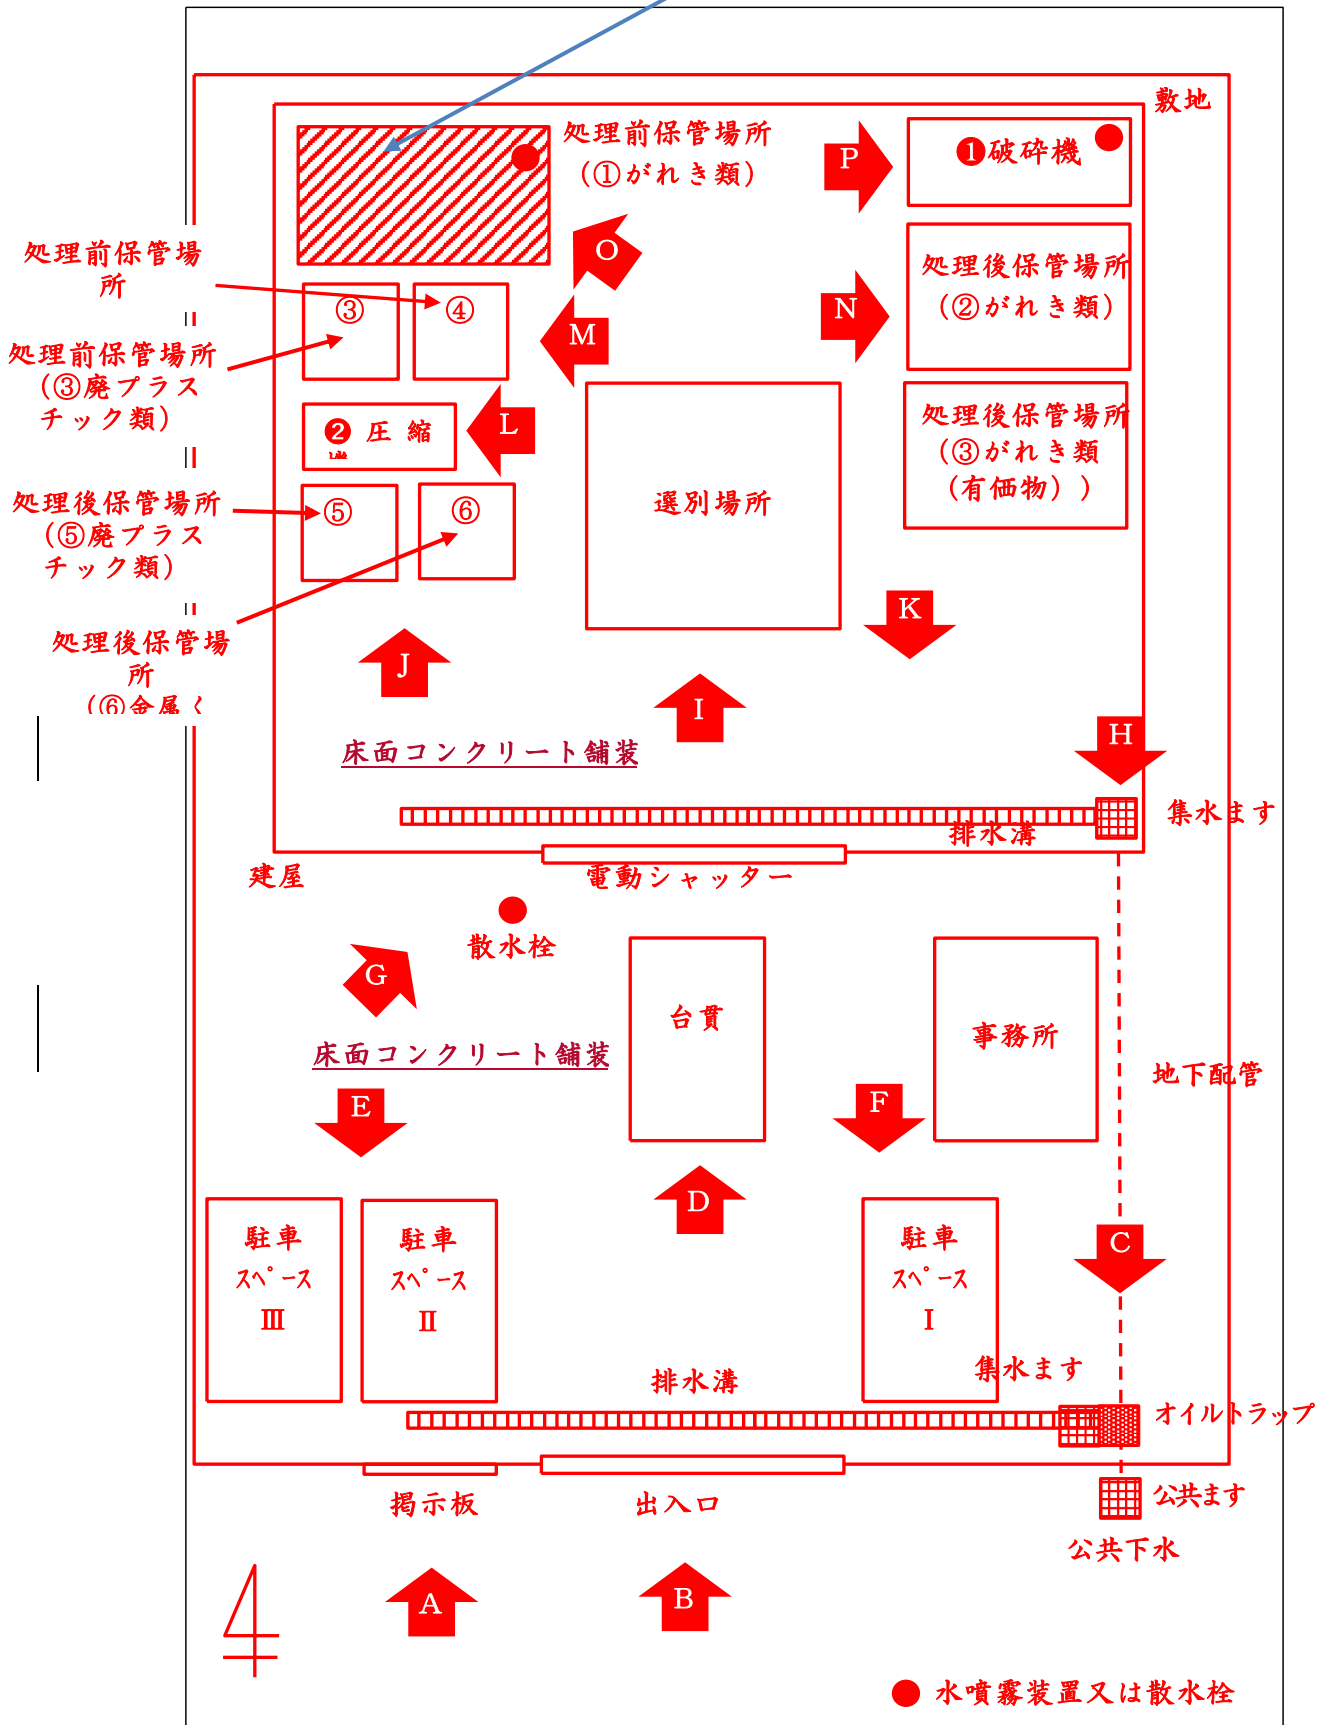 敷地
処理前保管場所
(①がれき類)
P
❶破砕機
O
処理前保管場
所
③
④
M
N
処理後保管場所
(②がれき類)
処理前保管場所
(③廃プラス
チック類)
❷ 圧 縮
L
処理後保管場所
(③がれき類
(有価物))
選別場所
処理後保管場所
(⑤廃プラス
チック類)
⑤
⑥
処理後保管場
所
(⑥金属く
J
K
I
H
床面コンクリート舗装
集水ます
排水溝
建屋
電動シャッター
散水栓
G
台貫
事務所
床面コンクリート舗装
地下配管
E
F
D
C
駐車
スペース
Ⅲ
駐車
スペース
Ⅱ
駐車
スペース
Ⅰ
集水ます
排水溝
オイルトラップ
掲示板
出入口
公共ます
公共下水
A
B
●水噴霧装置又は散水栓